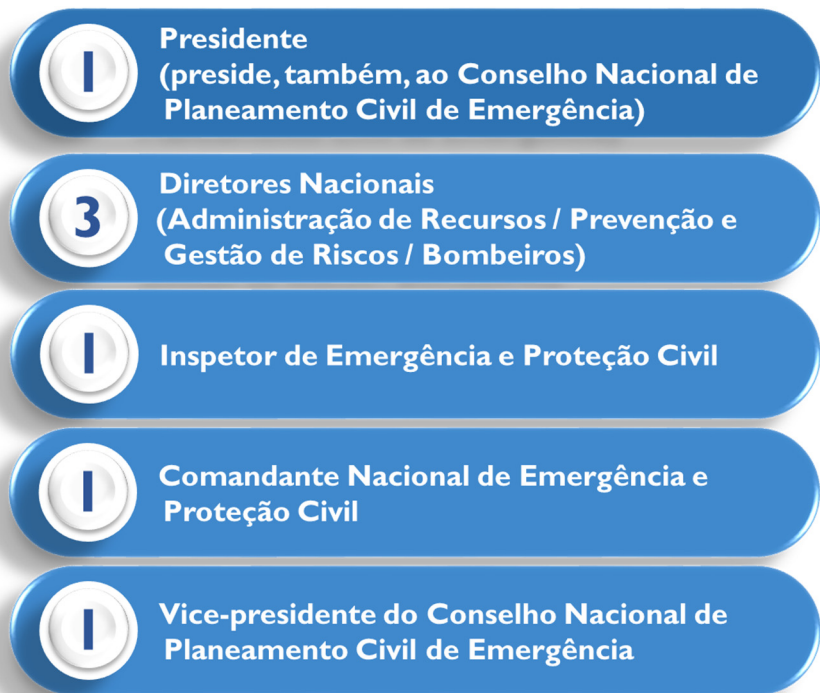 1
Presidente
(preside, também, ao Conselho Nacional de
Planeamento Civil de Emergência)
3
Diretores Nacionais
(Administração de Recursos / Prevenção e
Gestão de Riscos / Bombeiros)
1
Inspetor de Emergência e Proteção Civil
1
Comandante Nacional de Emergência e
Proteção Civil
1
Vice-presidente do Conselho Nacional de
Planeamento Civil de Emergência